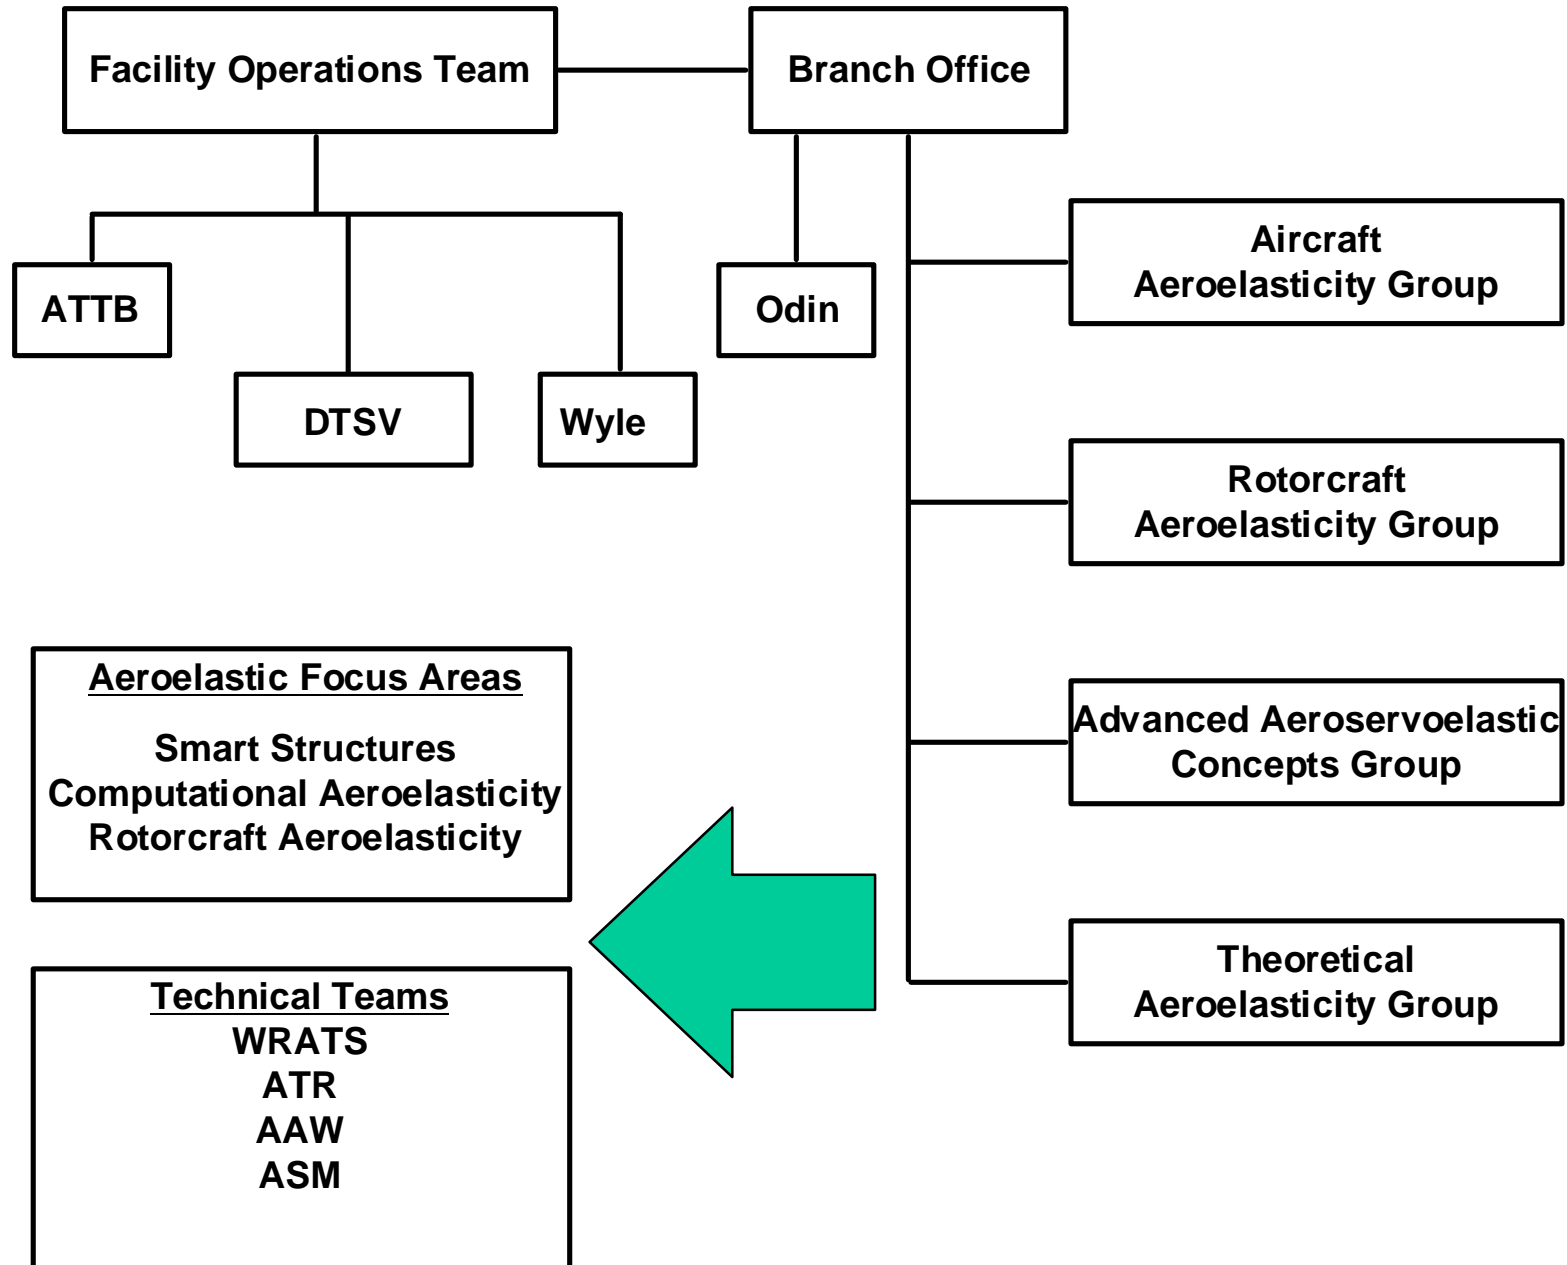 Facility Operations Team
Branch Office
Aircraft
Aeroelasticity Group
ATTB
Odin
DTSV
Wyle
Rotorcraft
Aeroelasticity Group
Aeroelastic Focus Areas
Smart Structures
Computational Aeroelasticity
Rotorcraft Aeroelasticity
Advanced Aeroservoelastic
Concepts Group
Technical Teams
WRATS
ATR
AAW
ASM
Theoretical
Aeroelasticity Group